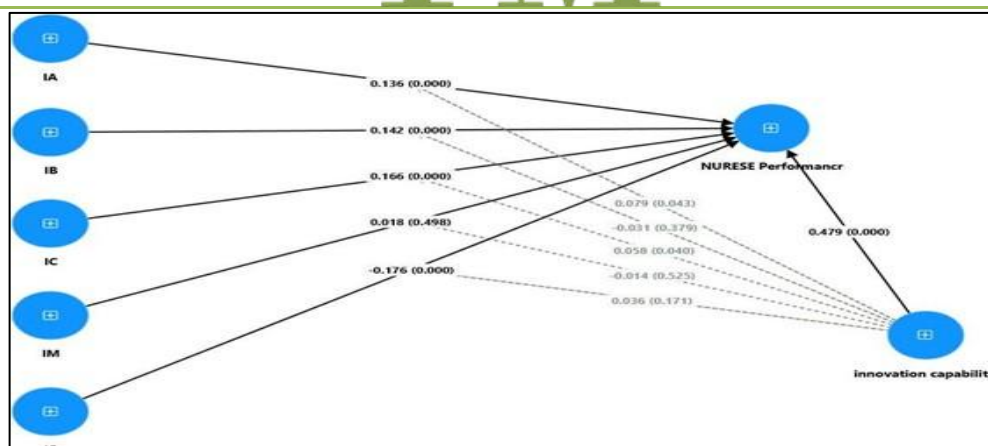 IA
0.136 (0.000)
IB
0.142 (0.000)
NURESE Performancr
IC
0.166 (0.000)
0.079 (0.043)
-0.031 (0.379)
0.018 (0.498)
0.058 (0.040)
0.479 (0.000)
-0.176 (0.000)
-0.014 (0.525)
0.036 (0.171)
IM
innovation capabilit